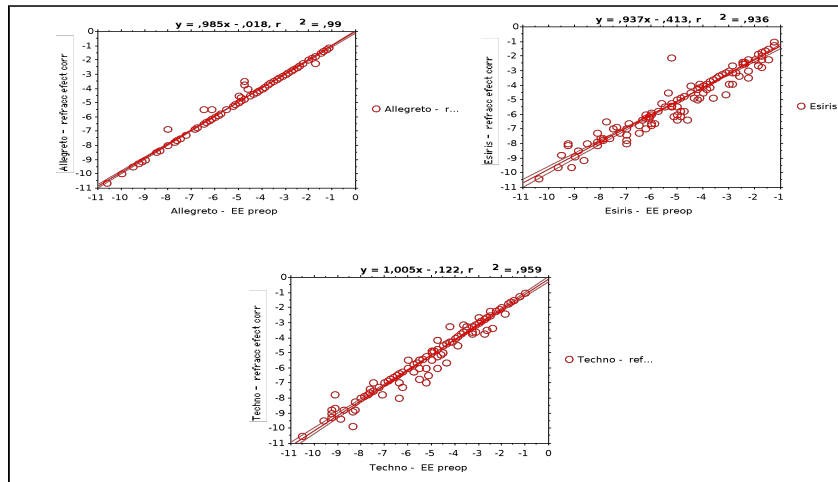 y = ,985x - ,018, r 2 = ,99
Allegreto - refracc efect corr
0
-1
-2
-3
-4
-5
-6
-7
-8
-9
-10
-11
-11 -10 -9 -8 -7 -6 -5 -4 -3 -2 -1 0
Allegreto - EE preop
Allegreto - r...
y = ,937x - ,413, r 2 = ,936
Esiris - refracc efect corr
0
-1
-2
-3
-4
-5
-6
-7
-8
-9
-10
-11
-11 -10 -9 -8 -7 -6 -5 -4 -3 -2 -1
Esiris - EE preop
Esiris
y = 1,005x - ,122, r 2 = ,959
Techno - refracc efect corr
0
-1
-2
-3
-4
-5
-6
-7
-8
-9
-10
-11
-11 -10 -9 -8 -7 -6 -5 -4 -3 -2 -1 0
Techno - EE preop
Techno - ref...